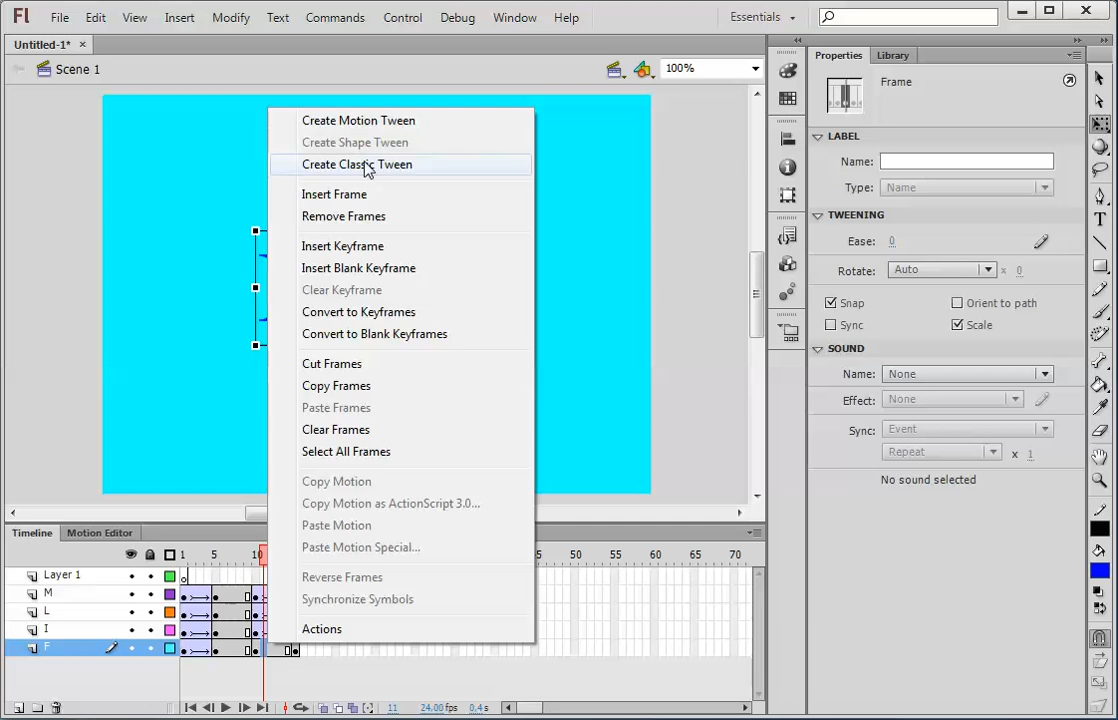 Fl File Edit View Insert Modify Text Commands Control Debug Window Help Essentials
Untitled-1* ×
Scene 1 100%
Properties Library
Frame
LABEL
Name:
Type: Name
TWEENING
Ease: 0
Rotate: Auto x 0
Snap Orient to path
Sync Scale
SOUND
Name: None
Effect: None
Sync: Event
Repeat x 1
No sound selected
Create Motion Tween
Create Shape Tween
Create Classic Tween
Insert Frame
Remove Frames
Insert Keyframe
Insert Blank Keyframe
Clear Keyframe
Convert to Keyframes
Convert to Blank Keyframes
Cut Frames
Copy Frames
Paste Frames
Clear Frames
Select All Frames
Copy Motion
Copy Motion as ActionScript 3.0...
Paste Motion
Paste Motion Special...
Reverse Frames
Synchronize Symbols
Actions
Timeline Motion Editor
1 5 10 45 50 55 60 65 70
Layer 1
M
L
I
F
11 24.00 fps 0.4 s